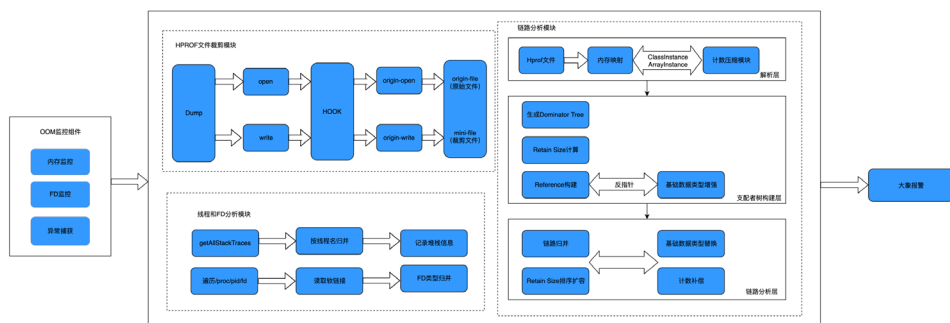 OOM监控组件
内存监控
FD监控
异常捕获
HPROF文件裁剪模块
Dump
open
write
HOOK
origin-open
origin-write
origin-file
(原始文件)
mini-file
(裁剪文件)
线程和FD分析模块
getAllStackTraces
按线程名归并
记录堆栈信息
遍历/proc/pid/fd
读取软链接
FD类型归并
链路分析模块
Hprof文件
内存映射
ClassInstance
ArrayInstance
计数压缩模块
解析层
生成Dominator Tree
Retain Size计算
Reference构建
反指针
基础数据类型增强
支配者树构建层
链路归并
基础数据类型替换
Retain Size排序扩容
计数补偿
链路分析层
大象报警